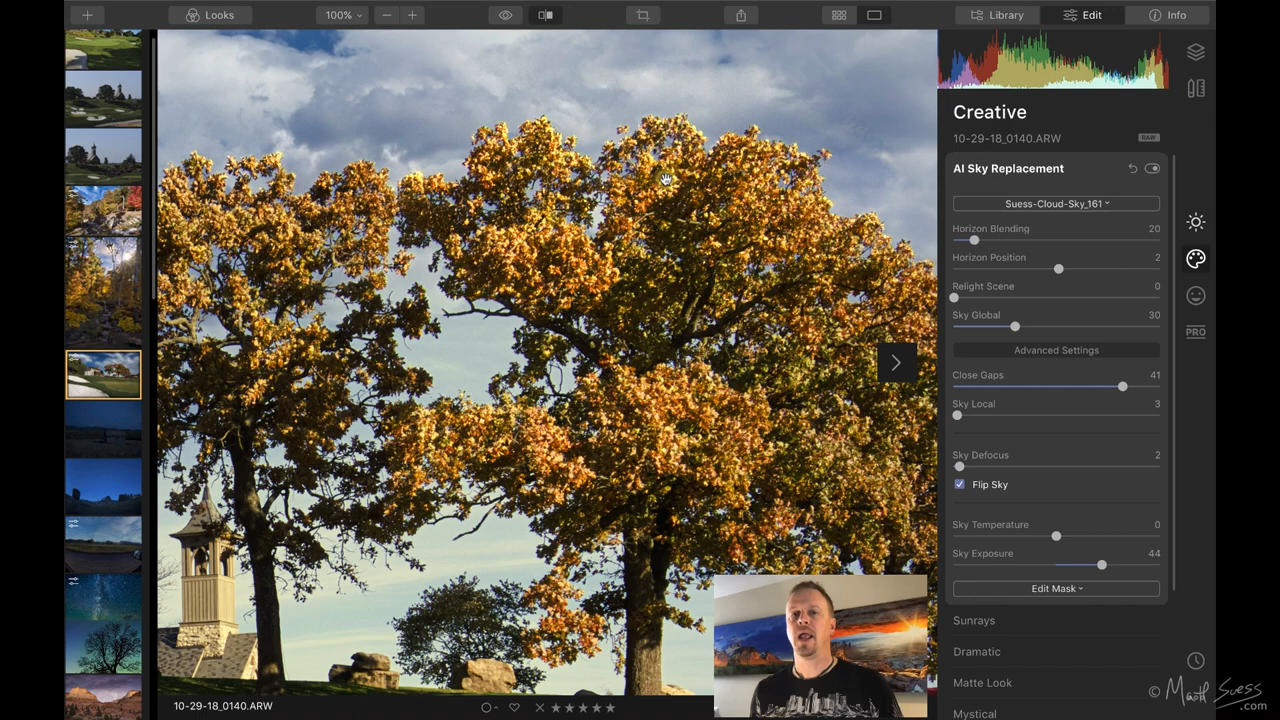 Looks
100%
Library
Edit
Info
Creative
10-29-18_0140.ARW
RAW
AI Sky Replacement
Suess-Cloud-Sky_161
Horizon Blending 20
Horizon Position 2
Relight Scene 0
Sky Global 30
Advanced Settings
Close Gaps 41
Sky Local 3
Sky Defocus 2
Flip Sky
Sky Temperature 0
Sky Exposure 44
Edit Mask
Sunrays
Dramatic
Matte Look
Mystical
PRO
10-29-18_0140.ARW
© Matt Suess
.com